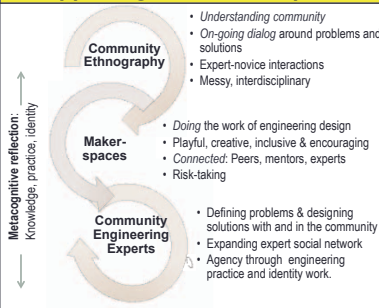 Metacognitive reflection:
Knowledge, practice, identity
Community
Ethnography
• Understanding community
• On-going dialog around problems and
solutions
• Expert-novice interactions
• Messy, interdisciplinary
Maker-
spaces
• Doing the work of engineering design
• Playful, creative, inclusive & encouraging
• Connected: Peers, mentors, experts
• Risk-taking
Community
Engineering
Experts
• Defining problems & designing
solutions with and in the community
• Expanding expert social network
• Agency through engineering
practice and identity work.